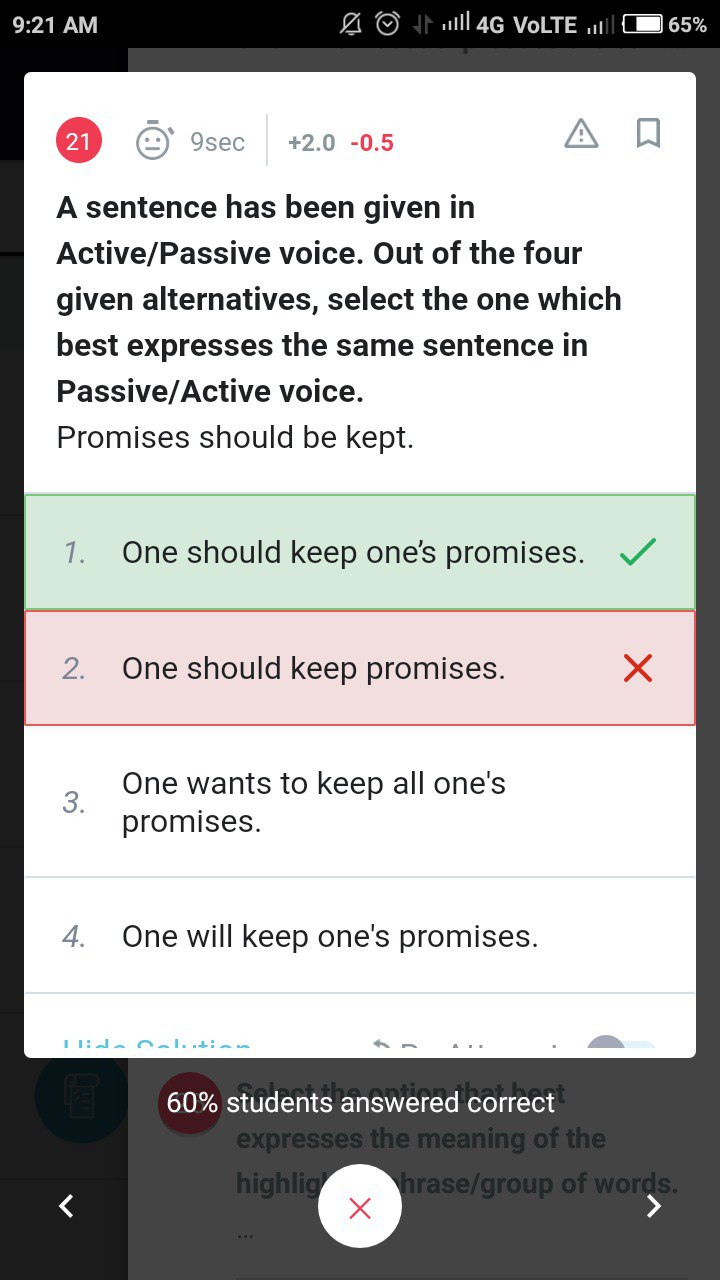 9:21 AM 4G VoLTE 65%
21 9sec +2.0 -0.5
A sentence has been given in
Active/Passive voice. Out of the four
given alternatives, select the one which
best expresses the same sentence in
Passive/Active voice.
Promises should be kept.
1. One should keep one’s promises.
2. One should keep promises.
3. One wants to keep all one's
promises.
4. One will keep one's promises.
Hide Solution
60% students answered correct
Select the option that best
expresses the meaning of the
phrase/group of words.
...